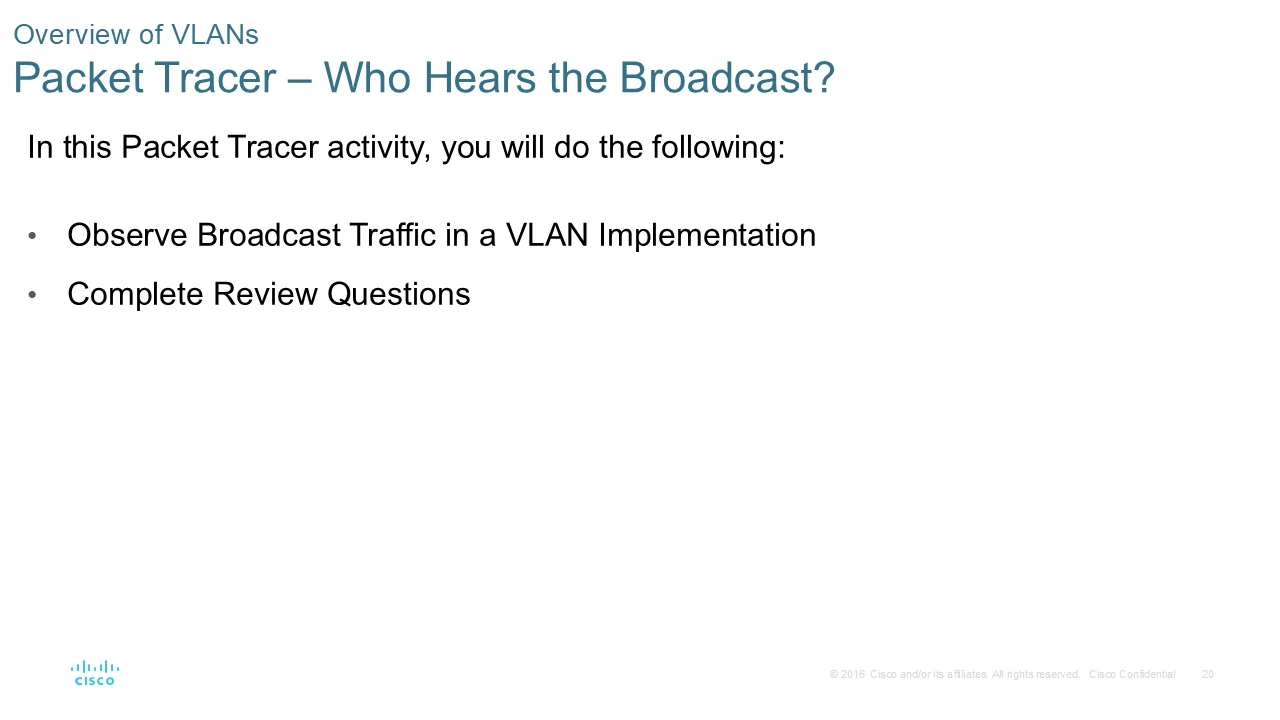 Overview of VLANs
Packet Tracer – Who Hears the Broadcast?
In this Packet Tracer activity, you will do the following:
• Observe Broadcast Traffic in a VLAN Implementation
• Complete Review Questions
CISCO
© 2016 Cisco and/or its affiliates. All rights reserved. Cisco Confidential 20